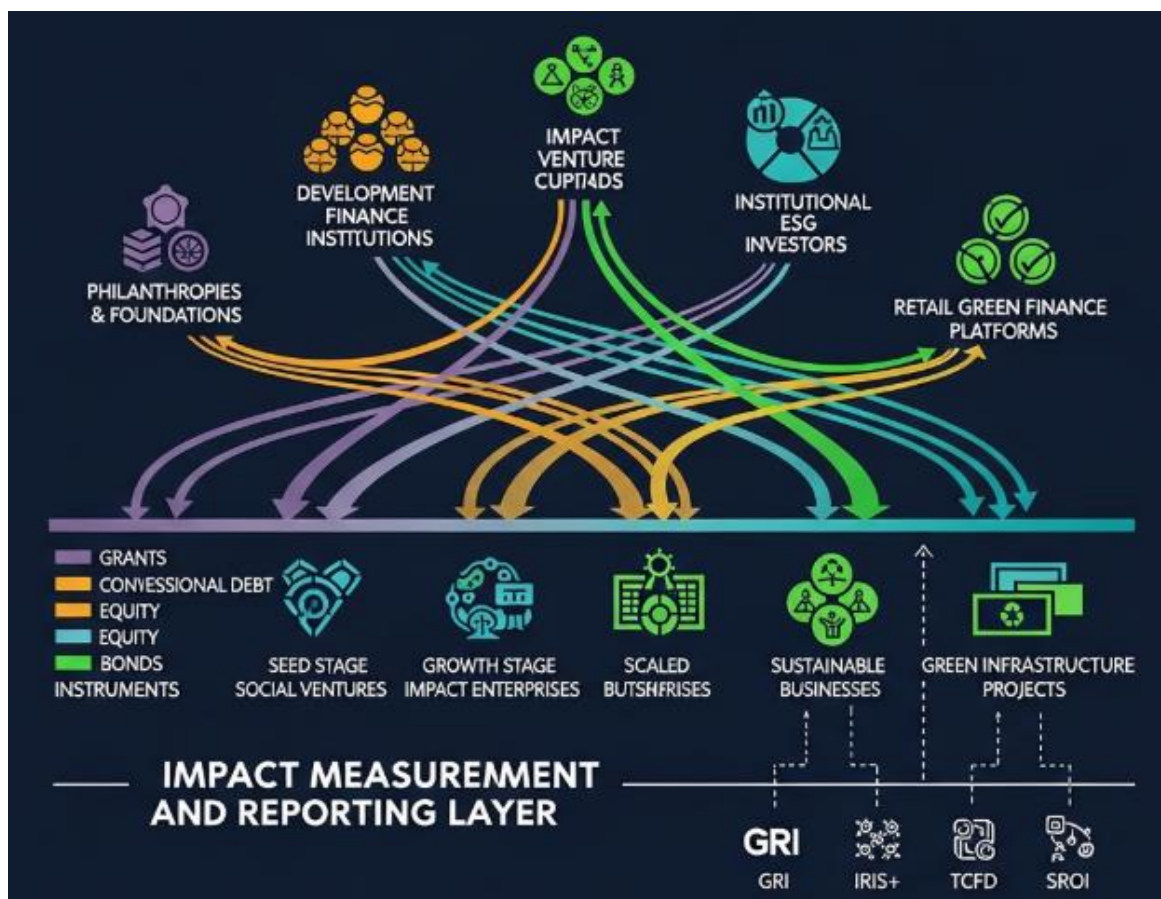 IMPACT
VENTURE
CUPITADS
DEVELOPMENT
FINANCE
INSTITUTIONS
INSTITUTIONAL
ESG
INVESTORS
PHILANTHROPIES
& FOUNDATIONS
RETAIL GREEN FINANCE
PLATFORMS
GRANTS
CONVESSIONAL DEBT
EQUITY
EQUITY
BONDS
INSTRUMENTS
SEED STAGE
SOCIAL VENTURES
GROWTH STAGE
IMPACT ENTERPRISES
SCALED
BUTSHFRISES
SUSTAINABLE
BUSINESSES
GREEN INFRASTRUCTURE
PROJECTS
IMPACT MEASUREMMENT
AND REPORTING LAYER
GRI
GRI
IRIS+
TCFD
SROI